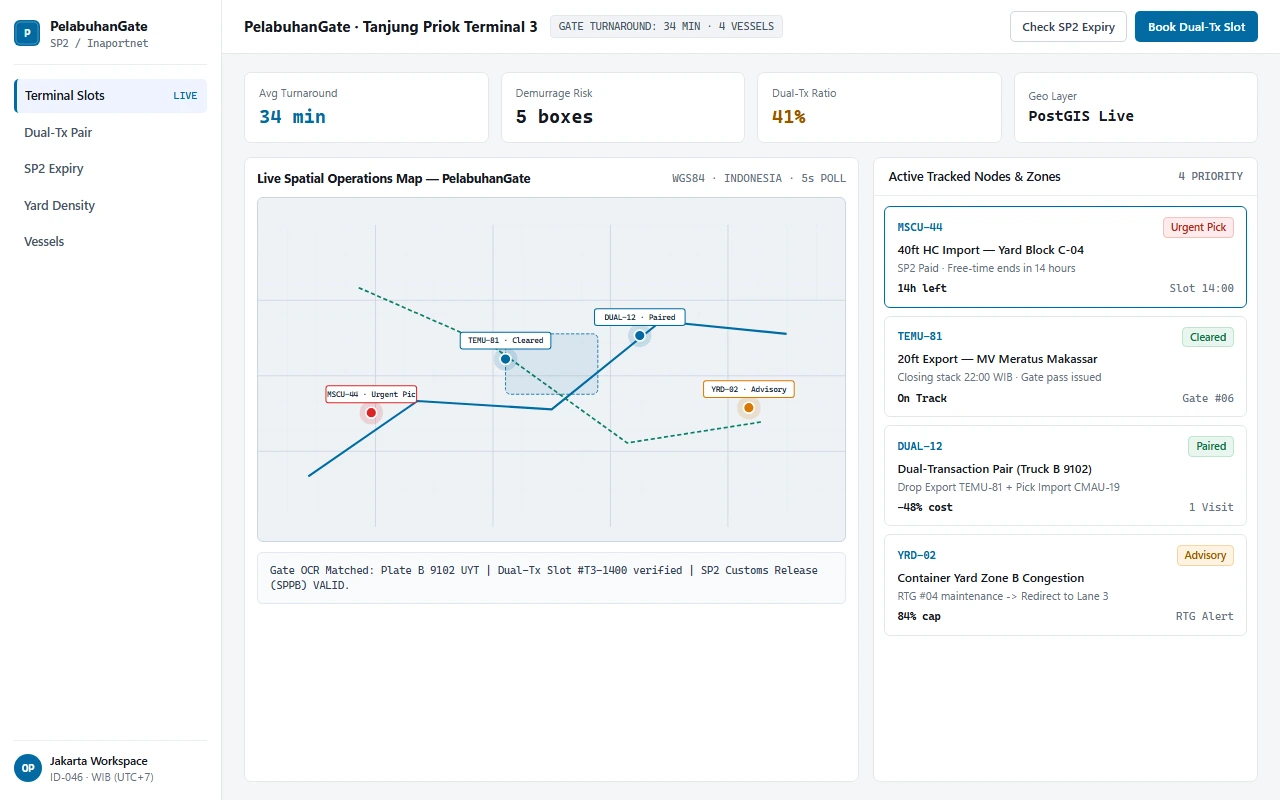 P
PelabuhanGate
SP2 / Inaportnet
Terminal Slots
LIVE
Dual-Tx Pair
SP2 Expiry
Yard Density
Vessels
OP
Jakarta Workspace
ID-046 · WIB (UTC+7)
PelabuhanGate · Tanjung Priok Terminal 3
GATE TURNAROUND: 34 MIN · 4 VESSELS
Check SP2 Expiry
Book Dual-Tx Slot
Avg Turnaround
34 min
Demurrage Risk
5 boxes
Dual-Tx Ratio
41%
Geo Layer
PostGIS Live
Live Spatial Operations Map — PelabuhanGate
WGS84 · INDONESIA · 5s POLL
DUAL-12 · Paired
TEMU-81 · Cleared
YRD-02 · Advisory
MSCU-44 · Urgent Pic
Gate OCR Matched: Plate B 9102 UYT | Dual-Tx Slot #T3-1400 verified | SP2 Customs Release
(SPPB) VALID.
Active Tracked Nodes & Zones
4 PRIORITY
MSCU-44
Urgent Pick
40ft HC Import — Yard Block C-04
SP2 Paid · Free-time ends in 14 hours
14h left
Slot 14:00
TEMU-81
Cleared
20ft Export — MV Meratus Makassar
Closing stack 22:00 WIB · Gate pass issued
On Track
Gate #06
DUAL-12
Paired
Dual-Transaction Pair (Truck B 9102)
Drop Export TEMU-81 + Pick Import CMAU-19
-48% cost
1 Visit
YRD-02
Advisory
Container Yard Zone B Congestion
RTG #04 maintenance -> Redirect to Lane 3
84% cap
RTG Alert